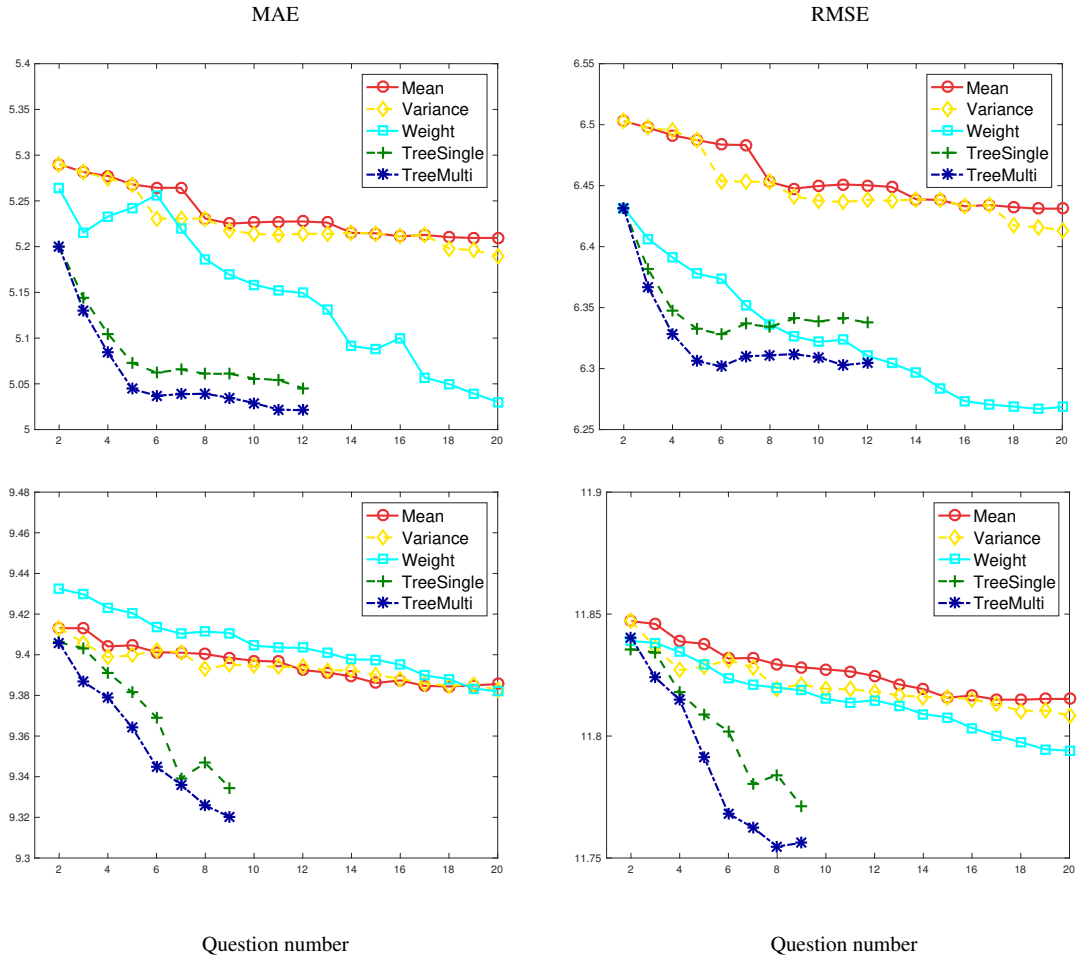 MAE
RMSE
5.4
5.3
5.25
5.2
5.15
5.1
5.05
5
2 4 6 8 10 12 14 16 18 20
Mean
Variance
Weight
TreeSingle
TreeMulti
6.55
6.5
6.45
6.4
6.35
6.3
6.25
2 4 6 8 10 12 14 16 18 20
Mean
Variance
Weight
TreeSingle
TreeMulti
9.48
9.46
9.44
9.42
9.4
9.38
9.36
9.34
9.32
9.3
2 4 6 8 10 12 14 16 18 20
Mean
Variance
Weight
TreeSingle
TreeMulti
11.9
11.85
11.8
11.75
2 4 6 8 10 12 14 16 18 20
Mean
Variance
Weight
TreeSingle
TreeMulti
Question number
Question number